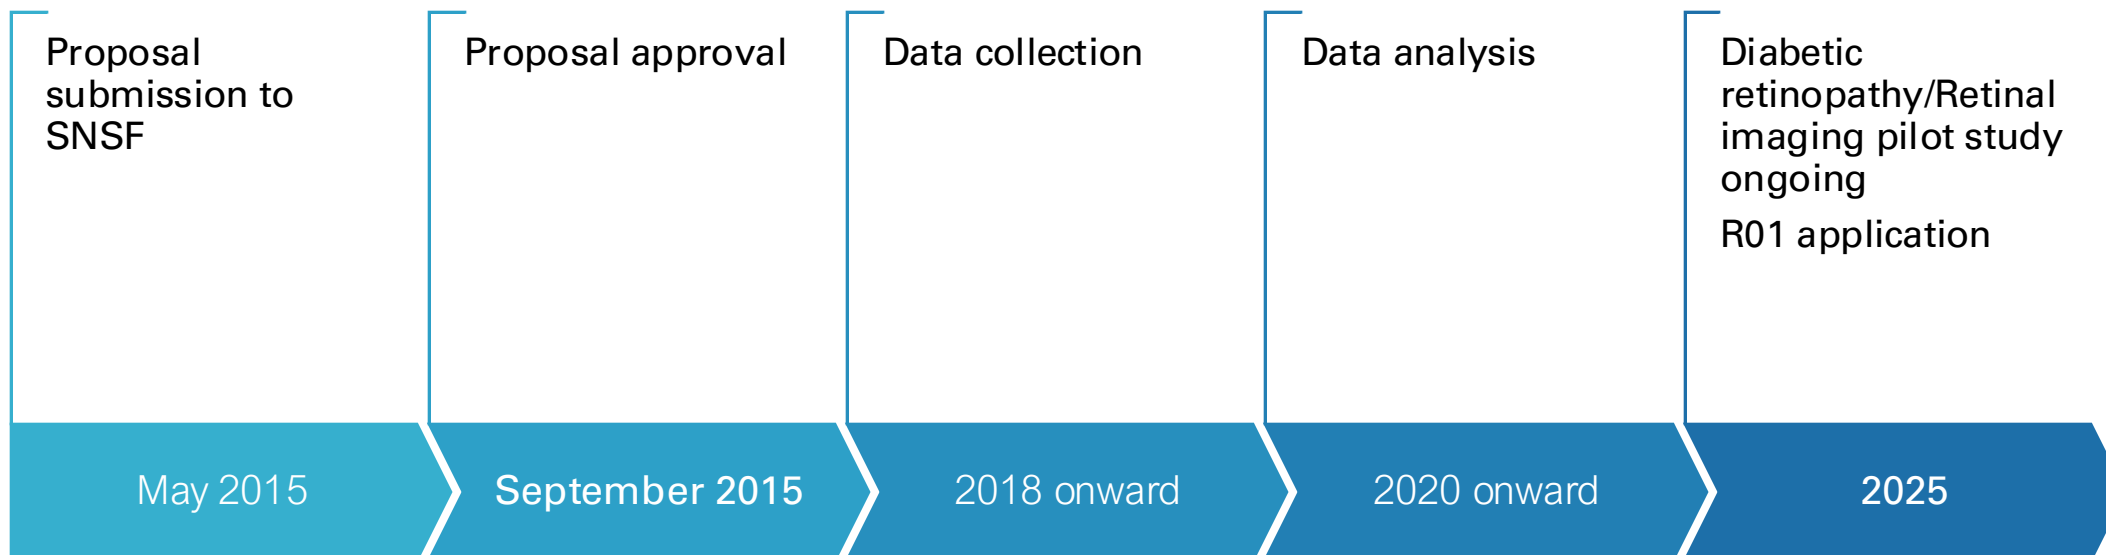 Proposal
submission to
SNSF
Proposal approval
Data collection
Data analysis
Diabetic
retinopathy/Retinal
imaging pilot study
ongoing
R01 application
May 2015
September 2015
2018 onward
2020 onward
2025